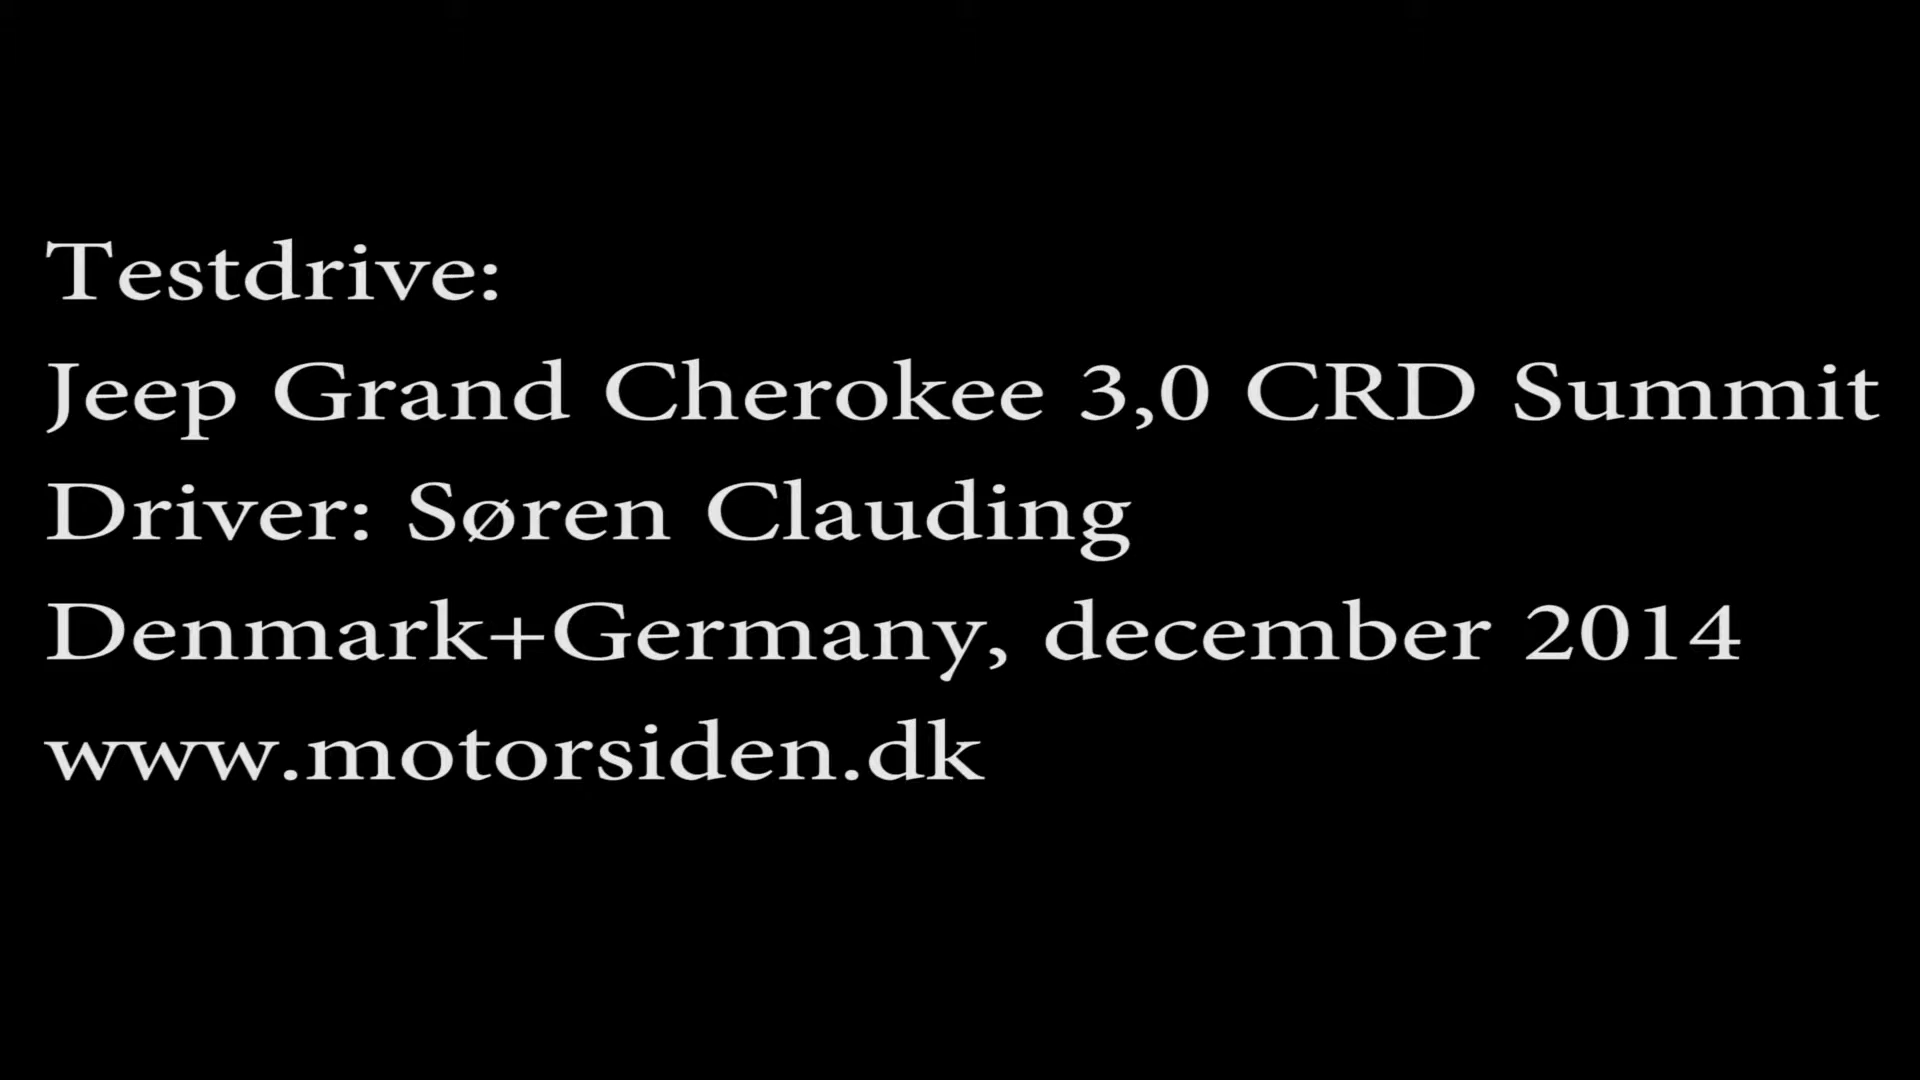 Testdrive:
Jeep Grand Cherokee 3,0 CRD Summit
Driver: Søren Clauding
Denmark+Germany, december 2014
www.motorsiden.dk